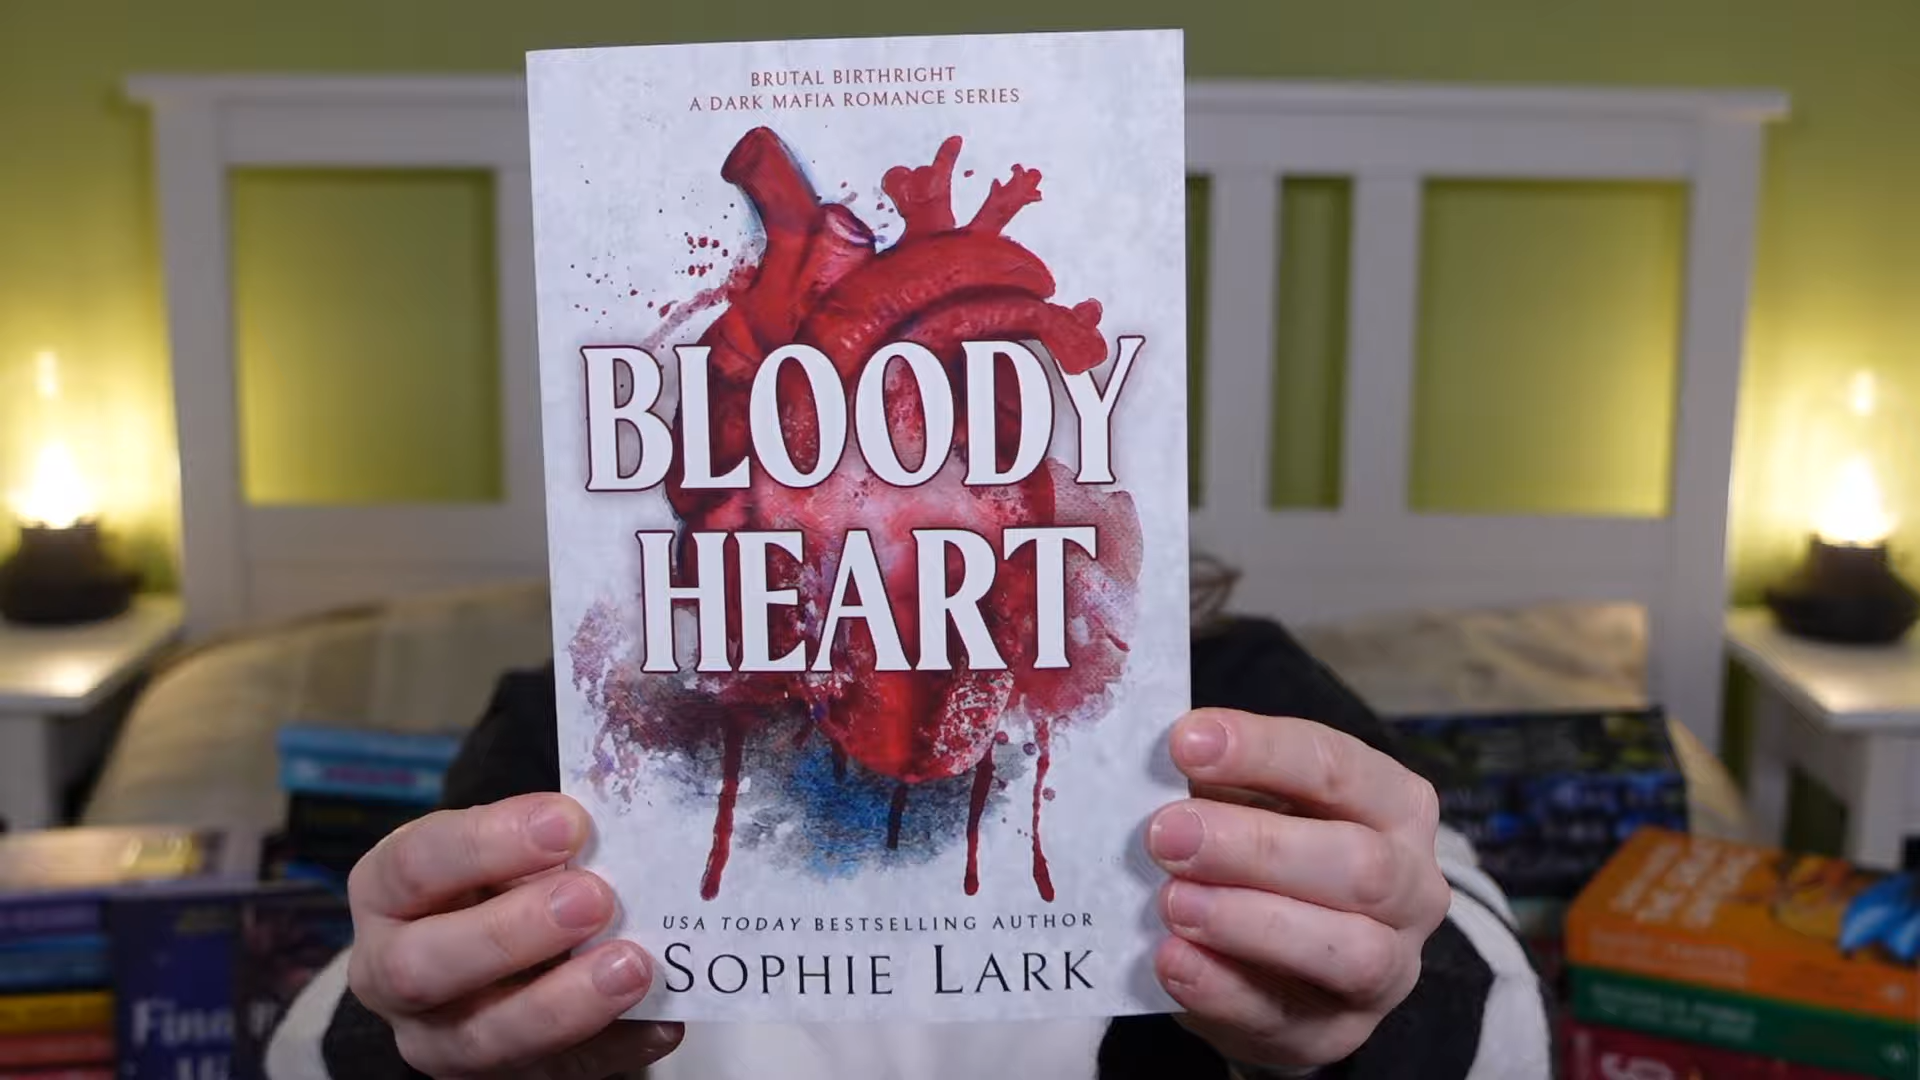 BRUTAL BIRTHRIGHT
A DARK MAFIA ROMANCE SERIES
BLOODY
HEART
USA TODAY BESTSELLING AUTHOR
SOPHIE LARK